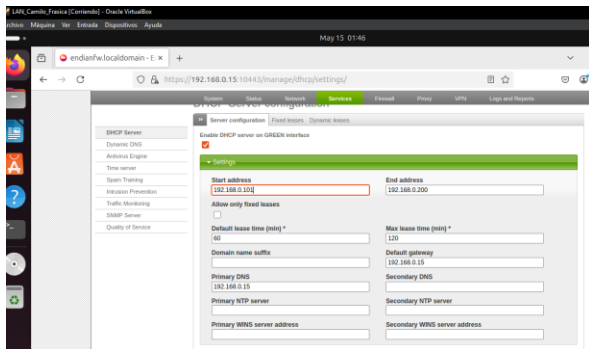 LAN_Camilo_Frasica [Corriendo] - Oracle VirtualBox
Archivo Máquina Ver Entrada Dispositivos Ayuda
May 15 01:46
endianfw.localdomain - E
https://192.168.0.15:10443/manage/dhcp/settings/
System Status Network Services Firewall Proxy VPN Logs and Reports
DHCP Server configuration
Server configuration Fixed leases Dynamic leases
DHCP Server
Dynamic DNS
Antivirus Engine
Time server
Spam Training
Intrusion Prevention
Traffic Monitoring
SNMP Server
Quality of Service
Enable DHCP server on GREEN interface
Settings
Start address End address
192.168.0.101 192.168.0.200
Allow only fixed leases
Default lease time (min) * Max lease time (min) *
60 120
Domain name suffix Default gateway
192.168.0.15
Primary DNS Secondary DNS
192.168.0.15
Primary NTP server Secondary NTP server
Primary WINS server address Secondary WINS server address